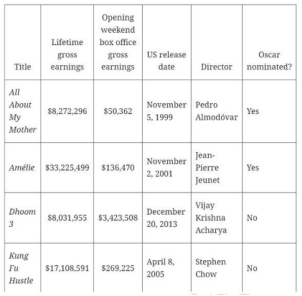 Title
Lifetime
gross
earnings
Opening
weekend
box office
gross
earnings
US release
date
Director
Oscar
nominated?
All
About
My
Mother
$8,272,296
$50,362
November
5, 1999
Pedro
Almodóvar
Yes
Amélie
$33,225,499
$136,470
November
2, 2001
Jean-
Pierre
Jeunet
Yes
Dhoom
3
$8,031,955
$3,423,508
December
20, 2013
Vijay
Krishna
Acharya
No
Kung
Fu
Hustle
$17,108,591
$269,225
April 8,
2005
Stephen
Chow
No